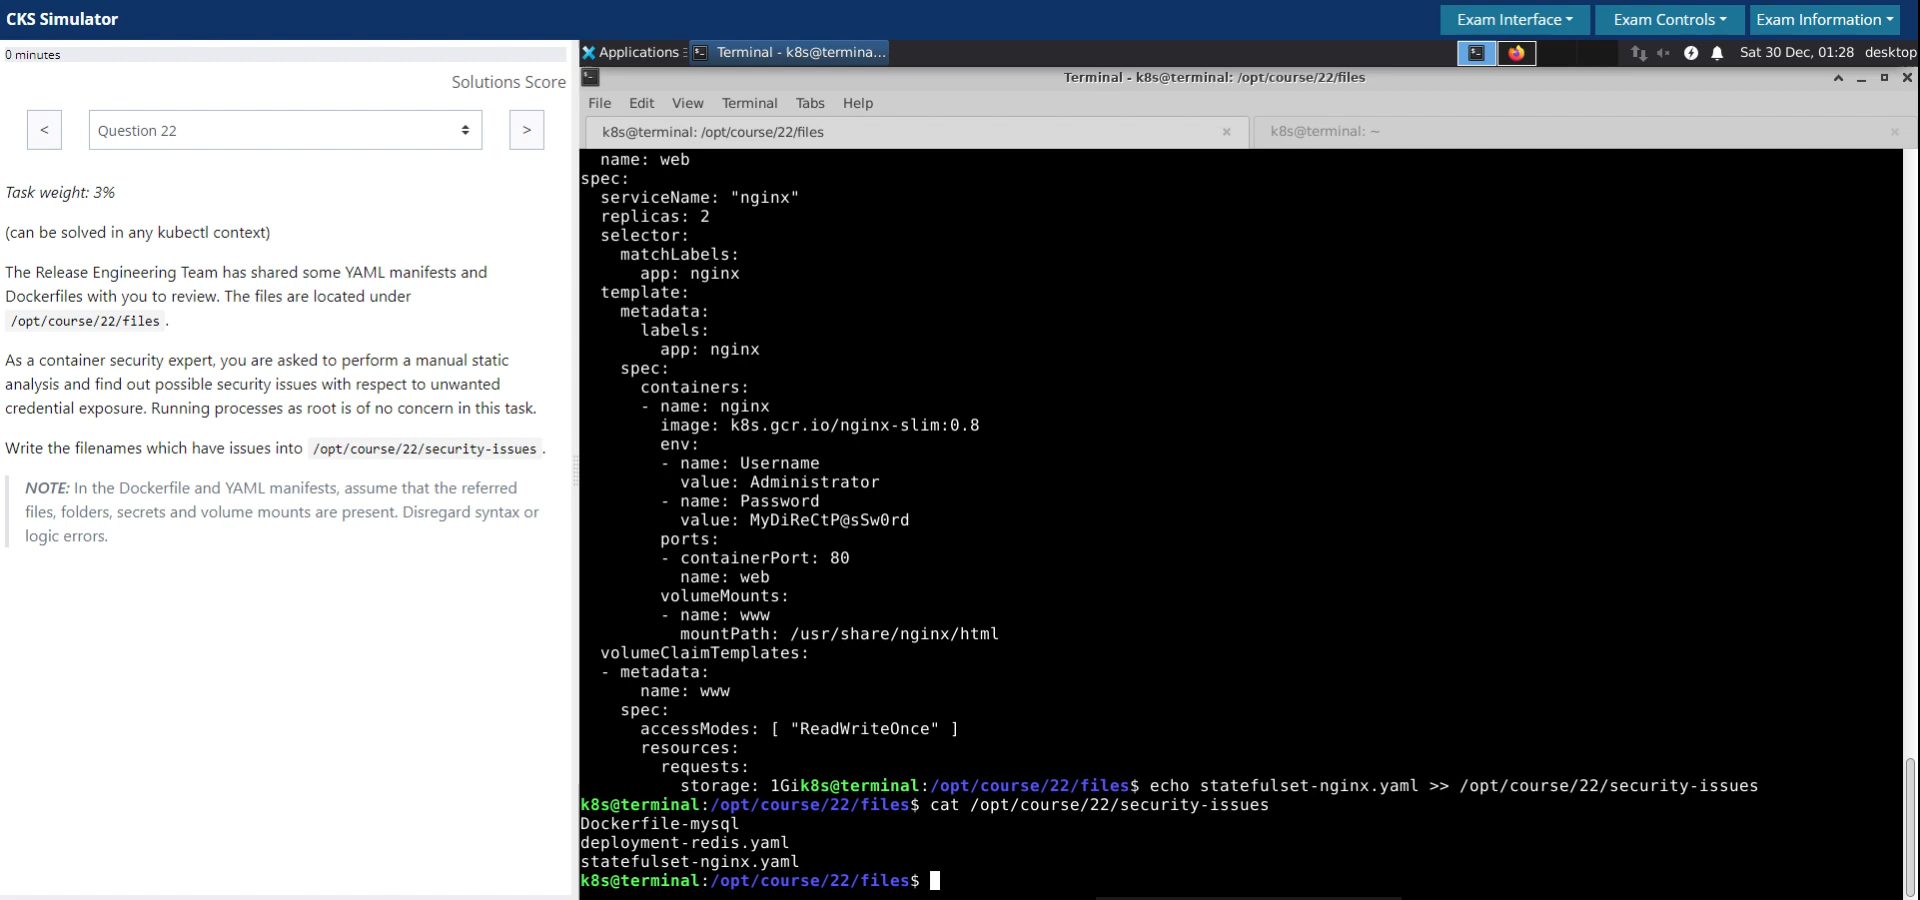 CKS Simulator
Exam Interface
Exam Controls
Exam Information
0 minutes
Solutions Score
<
Question 22
>
Task weight: 3%
(can be solved in any kubectl context)
The Release Engineering Team has shared some YAML manifests and
Dockerfiles with you to review. The files are located under
/opt/course/22/files .
As a container security expert, you are asked to perform a manual static
analysis and find out possible security issues with respect to unwanted
credential exposure. Running processes as root is of no concern in this task.
Write the filenames which have issues into /opt/course/22/security-issues .
NOTE: In the Dockerfile and YAML manifests, assume that the referred
files, folders, secrets and volume mounts are present. Disregard syntax or
logic errors.
Applications
Terminal - k8s@termina...
Sat 30 Dec, 01:28 desktop
Terminal - k8s@terminal: /opt/course/22/files
File Edit View Terminal Tabs Help
k8s@terminal: /opt/course/22/files
k8s@terminal: ~
  name: web
spec:
  serviceName: "nginx"
  replicas: 2
  selector:
    matchLabels:
      app: nginx
  template:
    metadata:
      labels:
        app: nginx
    spec:
      containers:
      - name: nginx
        image: k8s.gcr.io/nginx-slim:0.8
        env:
        - name: Username
          value: Administrator
        - name: Password
          value: MyDiReCtP@sSw0rd
        ports:
        - containerPort: 80
          name: web
        volumeMounts:
        - name: www
          mountPath: /usr/share/nginx/html
  volumeClaimTemplates:
  - metadata:
      name: www
    spec:
      accessModes: [ "ReadWriteOnce" ]
      resources:
        requests:
          storage: 1Gik8s@terminal:/opt/course/22/files$ echo statefulset-nginx.yaml >> /opt/course/22/security-issues
k8s@terminal:/opt/course/22/files$ cat /opt/course/22/security-issues
Dockerfile-mysql
deployment-redis.yaml
statefulset-nginx.yaml
k8s@terminal:/opt/course/22/files$